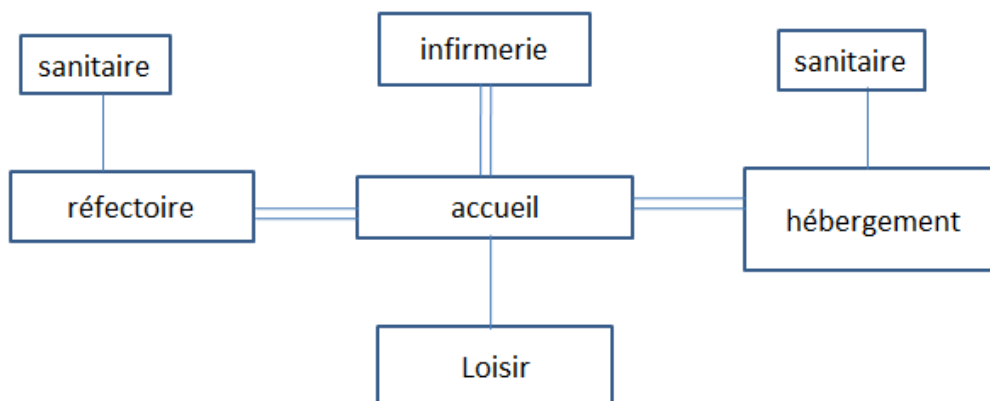 sanitaire
infirmerie
sanitaire
réfectoire
accueil
hébergement
Loisir